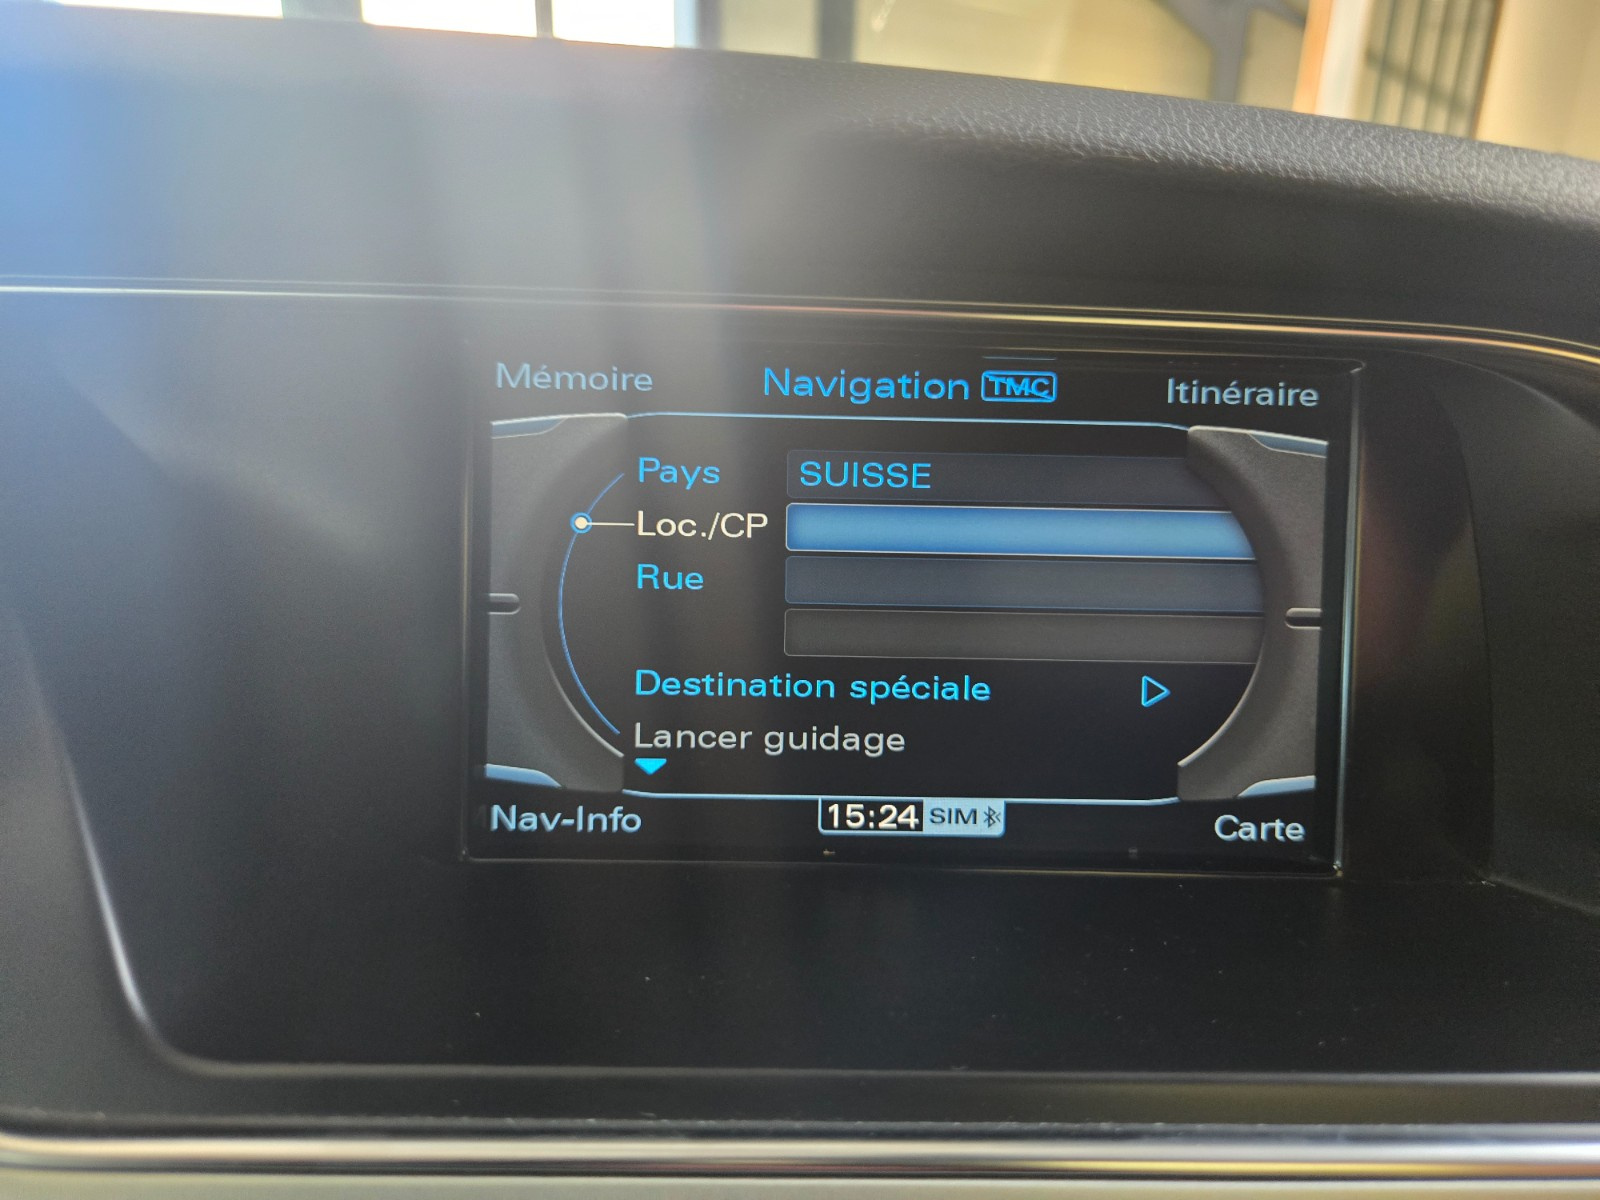 Mémoire Navigation TMC Itinéraire
Pays SUISSE
Loc./CP
Rue
Destination spéciale
Lancer guidage
Nav-Info 15:24 SIM Carte